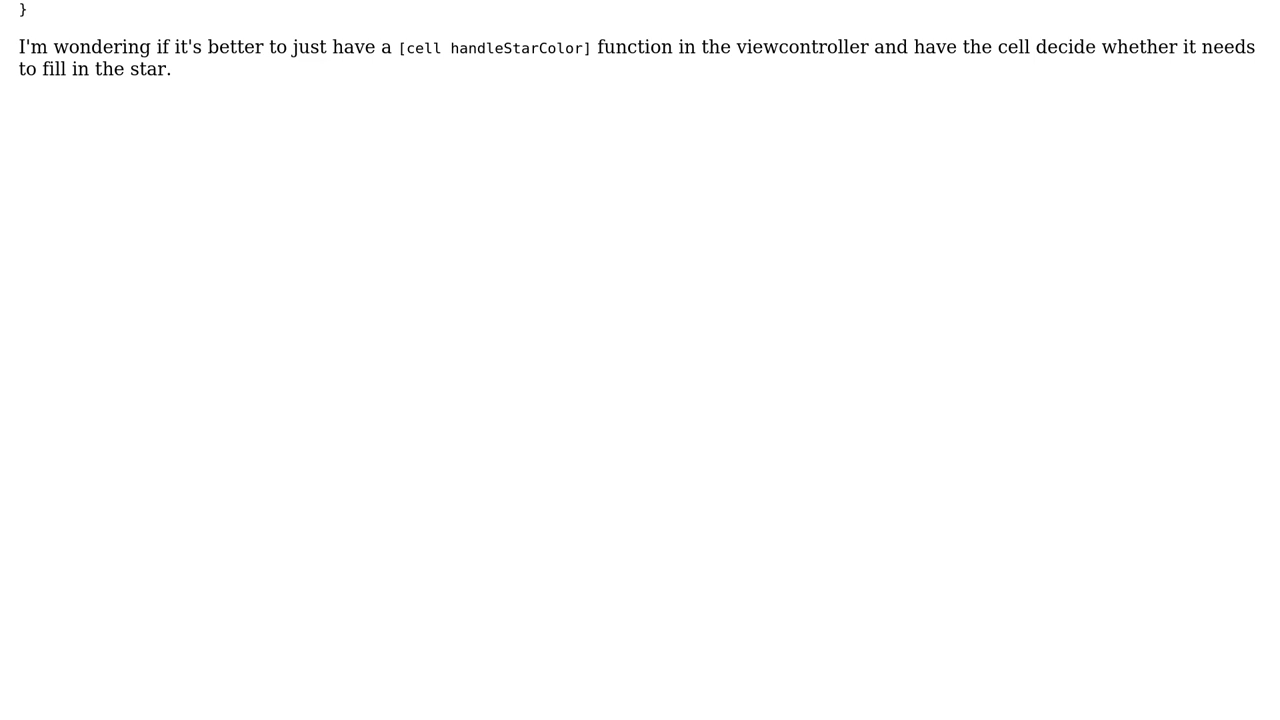 }
I'm wondering if it's better to just have a [cell handleStarColor] function in the viewcontroller and have the cell decide whether it needs
to fill in the star.